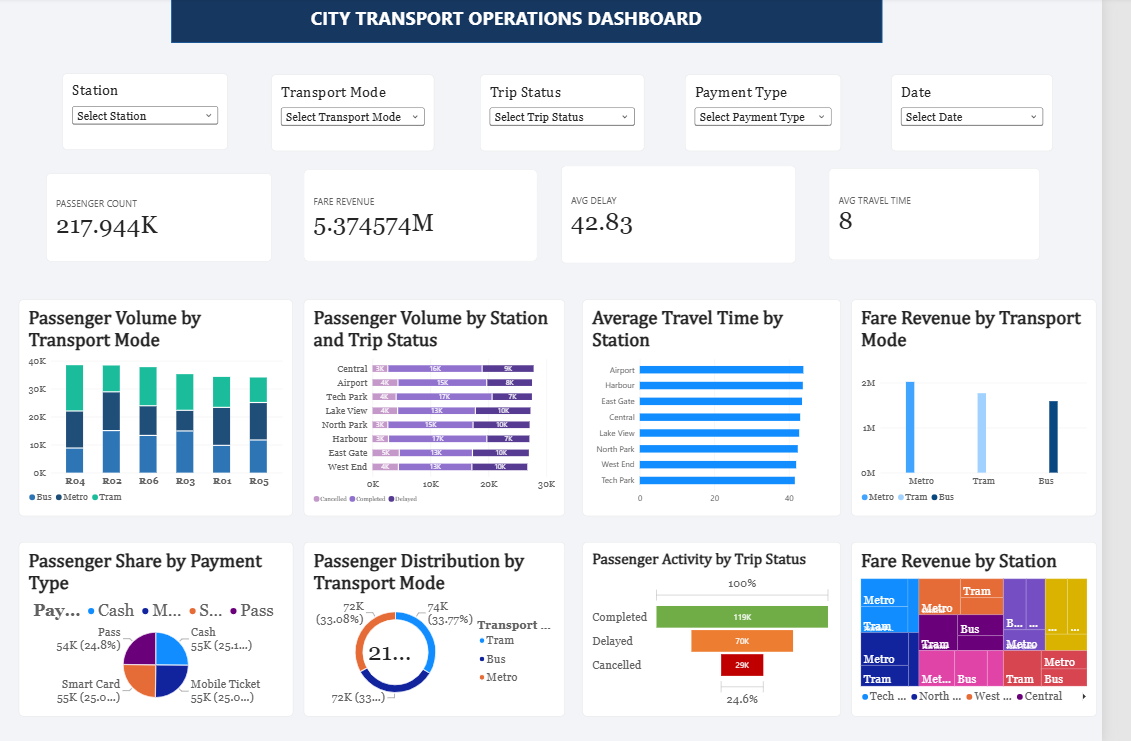 CITY TRANSPORT OPERATIONS DASHBOARD
Station
Select Station
Transport Mode
Select Transport Mode
Trip Status
Select Trip Status
Payment Type
Select Payment Type
Date
Select Date
PASSENGER COUNT
217.944K
FARE REVENUE
5.374574M
AVG DELAY
42.83
AVG TRAVEL TIME
8
Passenger Volume by
Transport Mode
40K
30K
20K
10K
0K
R04 R02 R06 R03 R01 R05
Bus Metro Tram
Passenger Volume by Station
and Trip Status
Central 3K 16K 9K
Airport 4K 15K 8K
Tech Park 4K 17K 7K
Lake View 4K 13K 10K
North Park 3K 15K 10K
Harbour 3K 17K 7K
East Gate 5K 13K 10K
West End 4K 13K 10K
0K 10K 20K 30K
Cancelled Completed Delayed
Average Travel Time by
Station
Airport
Harbour
East Gate
Central
Lake View
North Park
West End
Tech Park
0 20 40
Fare Revenue by Transport
Mode
2M
1M
0M
Metro Tram Bus
Metro Tram Bus
Passenger Share by Payment
Type
Pay... Cash M... S... Pass
Pass
54K (24.8%)
Cash
55K (25.1...)
Smart Card
55K (25.0...)
Mobile Ticket
55K (25.0...)
Passenger Distribution by
Transport Mode
72K
(33.08%)
74K
(33.77%)
21...
72K (33...)
Transport ...
Tram
Bus
Metro
Passenger Activity by Trip Status
100%
Completed 119K
Delayed 70K
Cancelled 29K
24.6%
Fare Revenue by Station
Metro
Tram
Metro
Tram
Metro
Tram
Tram
Bus
Met...
Bus
B...
...
Metro
...
...
Metro
Tram
Bus
Tech ... North ... West ... Central